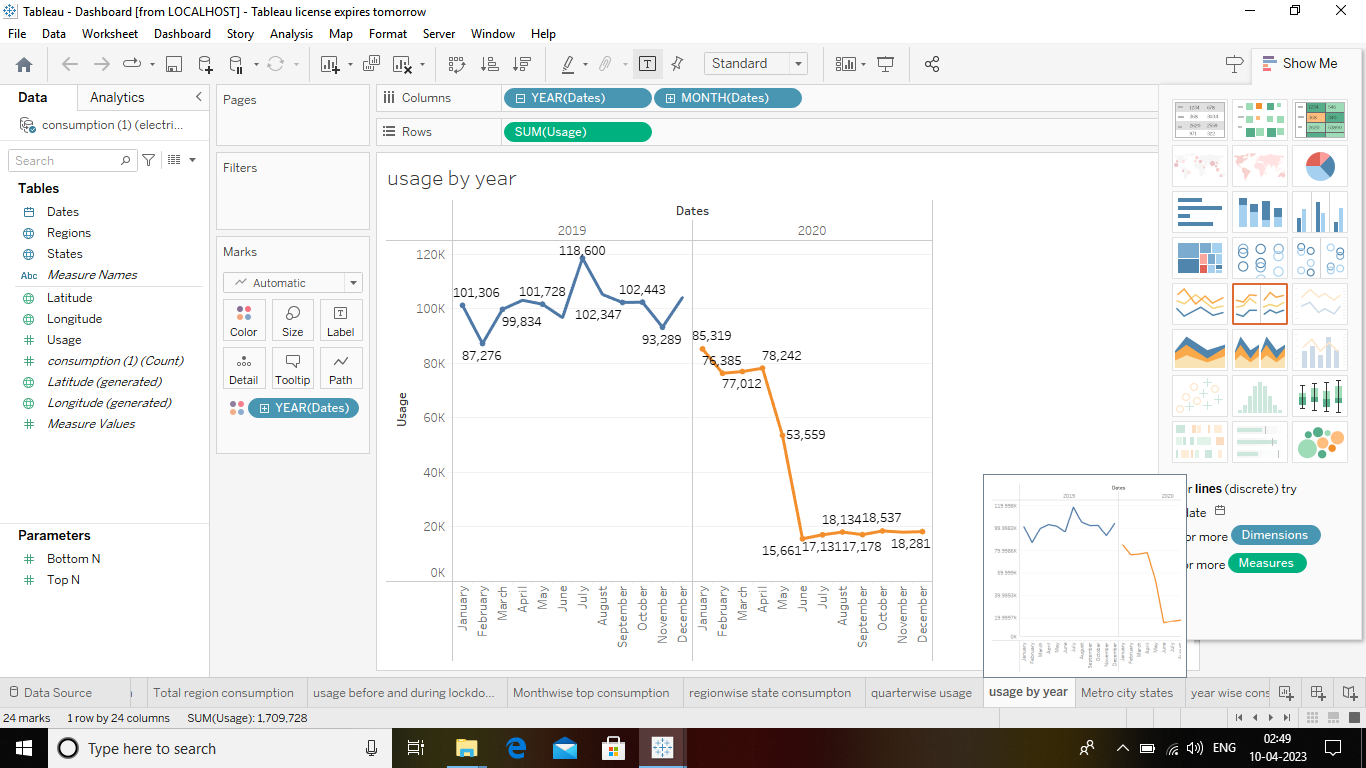 Tableau - Dashboard [from LOCALHOST] - Tableau license expires tomorrow
File Data Worksheet Dashboard Story Analysis Map Format Server Window Help
Standard
Show Me
Data Analytics
consumption (1) (electri...
Search
Tables
Dates
Regions
States
Abc Measure Names
Latitude
Longitude
Usage
consumption (1) (Count)
Latitude (generated)
Longitude (generated)
Measure Values
Parameters
Bottom N
Top N
Pages
Filters
Marks
Automatic
Color Size Label
Detail Tooltip Path
YEAR(Dates)
Columns YEAR(Dates) MONTH(Dates)
Rows SUM(Usage)
usage by year
Dates
2019 2020
Usage
120K
100K
80K
60K
40K
20K
0K
118,600
101,306 101,728 102,443
99,834 102,347
87,276 93,289
85,319
76,385 78,242
77,012
53,559
18,134 18,537
15,661 17,131 17,178 18,281
January February March April May June July August September October November December
January February March April May June July August September October November December
Dates
2019 2020
r lines (discrete) try
late
or more Dimensions
or more Measures
Data Source Total region consumption usage before and during lockdo... Monthwise top consumption regionwise state consumpton quarterwise usage usage by year Metro city states year wise cons
24 marks 1 row by 24 columns SUM(Usage): 1,709,728
Type here to search
ENG
02:49
10-04-2023